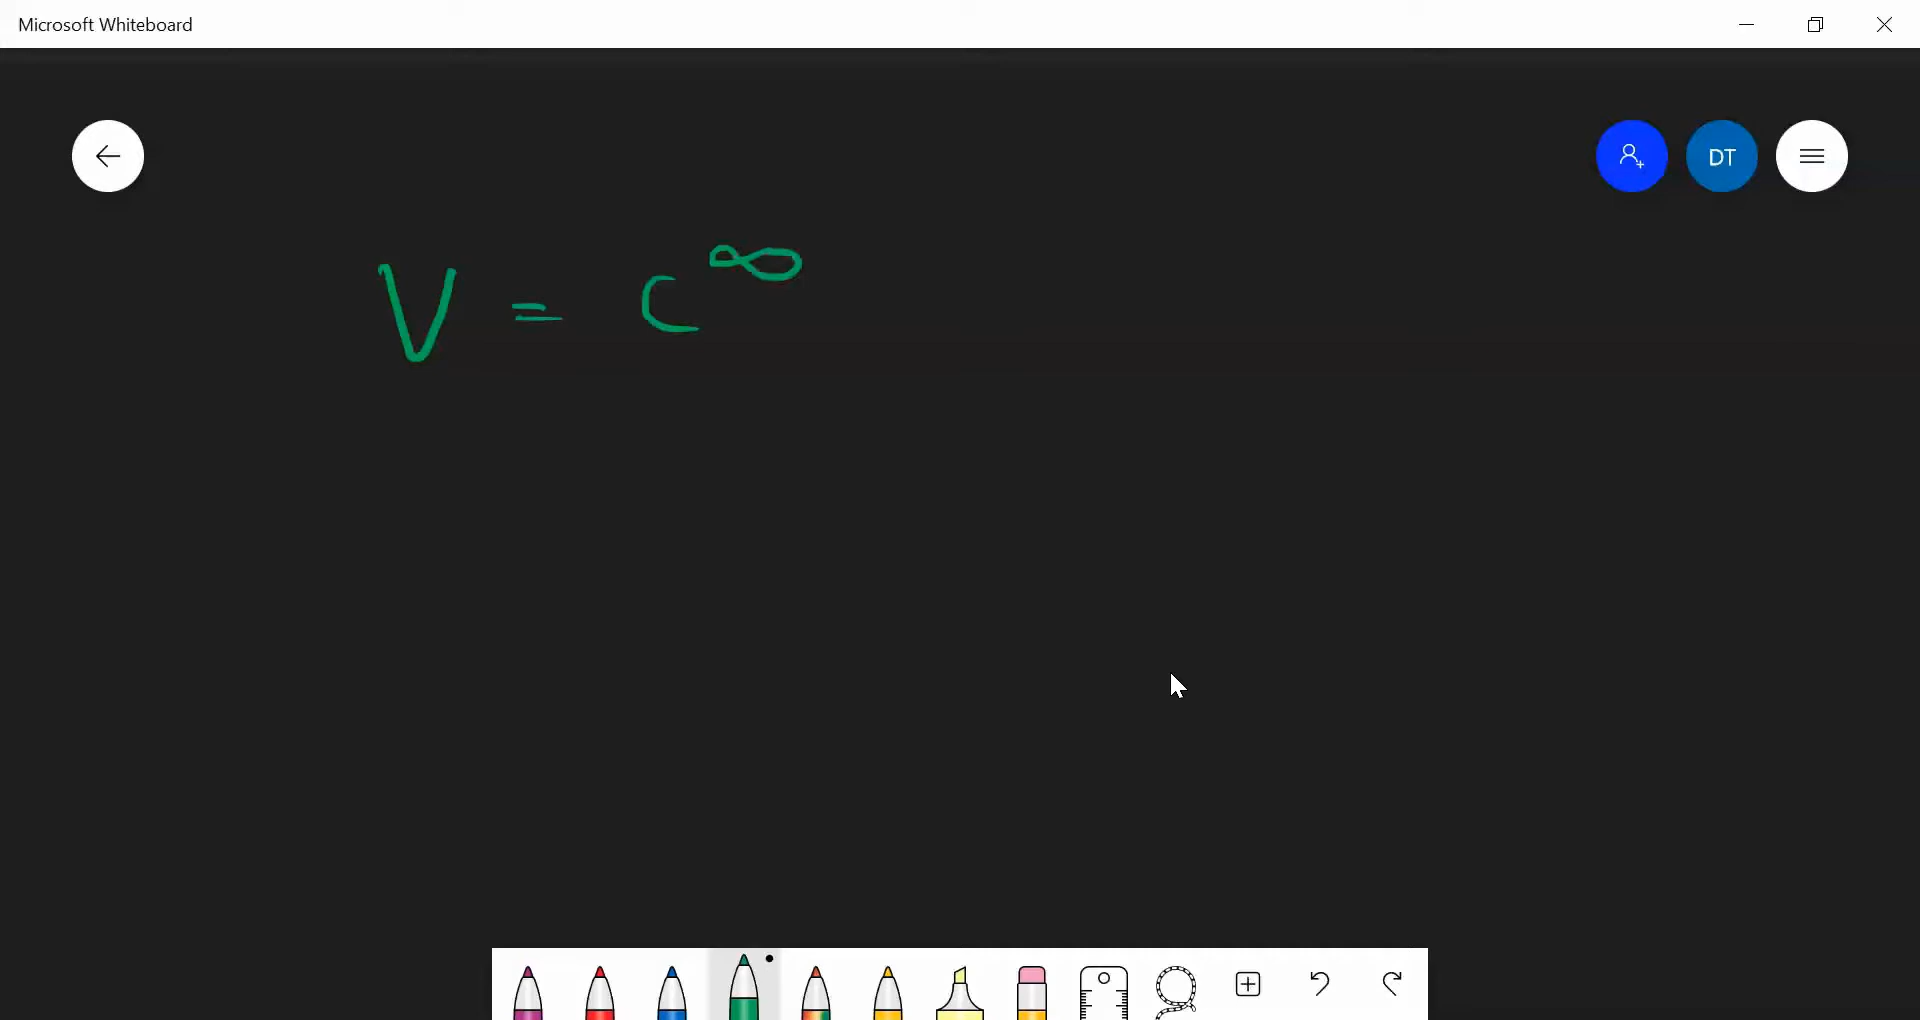 Microsoft Whiteboard
DT
V = C^∞